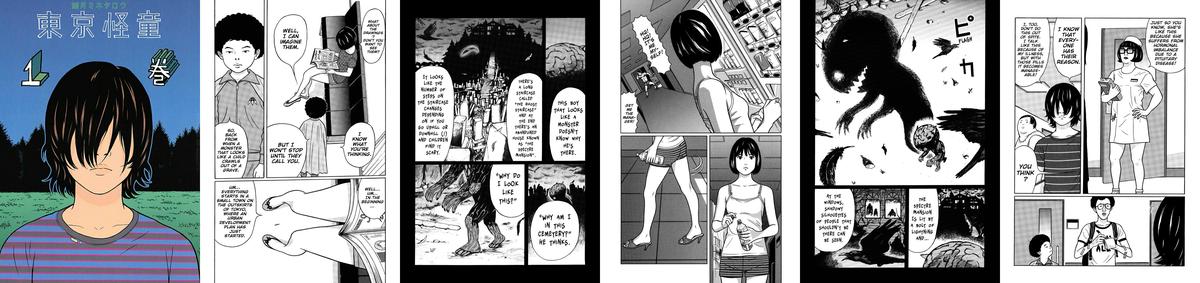 望月ミネタロウ
東京怪童
1
巻
WHAT
ABOUT
THE
DRAWINGS?
DON'T YOU
WANT TO
SEE
WELL,
I CAN
IMAGINE
THEM.
I
KNOW
WHAT
YOU'RE
THINKING.
BUT I
WON'T STOP
UNTIL THEY
CALL YOU.
SO,
BACK
FROM
WHEN A
MONSTER
THAT LOOKS
LIKE A CHILD
CRAWLS
OUT OF A
GRAVE.
WELL...
UM...
IN THE
BEGINNING
UM...
EVERYTHING
STARTS IN A
SMALL TOWN
ON THE
OUTSKIRTS
OF TOKYO,
WHERE AN
URBAN
DEVELOPMENT
PLAN HAS
JUST
STARTED.
THIS BOY
THAT LOOKS
LIKE A
MONSTER
DOESN'T
KNOW WHY
HE'S
THERE.
THERE'S
A LONG
STAIRCASE
CALLED
"THE GHOST
STAIRCASE"
AND AT
THE END
THERE'S AN
ABANDONED
HOUSE KNOWN
AS "THE
SPECTRE
MANSION".
IT LOOKS
LIKE THE
NUMBER OF
STEPS ON
THE STAIRCASE
CHANGES
DEPENDING
ON IF YOU
GO UPHILL OR
DOWNHILL (!)
AND CHILDREN
FIND IT
SCARY.
"WHY DO
I LOOK
LIKE
THIS?"
"WHY AM I
IN THIS
CEMETERY?"
HE THINKS.
GET
ME
THE
ピカ
FLASH
THE
SPECTRE
MANSION
IS LIT
BY A BOLT
OF
LIGHTNING
AND...
AT THE
WINDOWS,
SHADOWY
SILHOUETTES
OF PEOPLE THAT
SHOULDN'T
BE THERE
CAN BE
SEEN.
JUST SO YOU
KNOW, SHE'S
LIKE THIS
BECAUSE SHE
SUFFERS FROM
HORMONAL
IMBALANCE
DUE TO A
PITUITARY
DISEASE!
I KNOW
THAT
EVERY-
ONE HAS
THEIR
REASON.
I, TOO,
DON'T DO
THIS OUT
OF SPITE.
I TALK
LIKE THIS
BECAUSE OF
MY ILLNESS,
BUT WITH
THOSE PILLS
IT BECOMES
MANAGE-
ABLE!
YOU
THINK
?